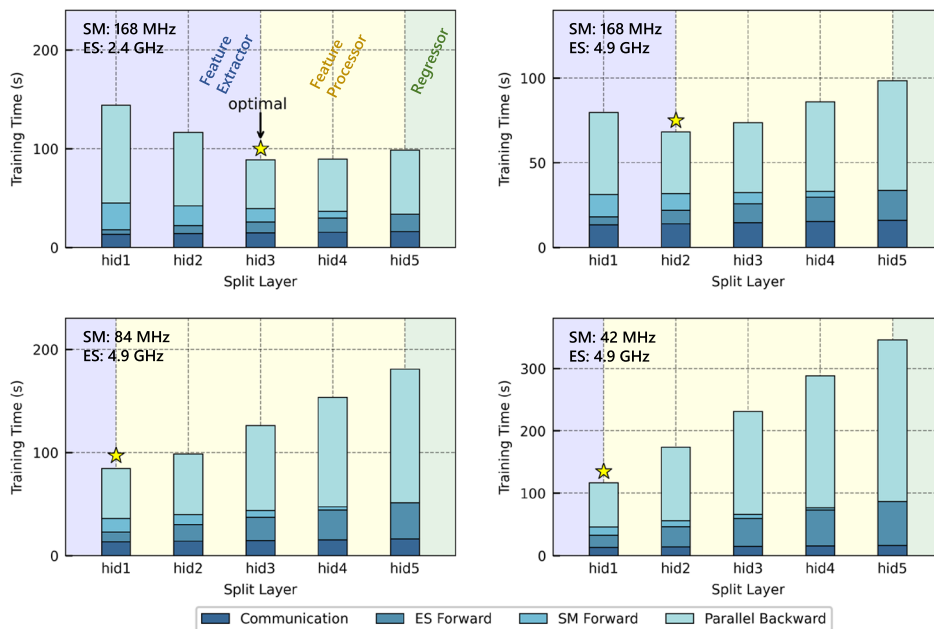 SM: 168 MHz
ES: 2.4 GHz
Feature
Extractor
Feature
Processor
Regressor
optimal
Training Time (s)
200
100
0
hid1 hid2 hid3 hid4 hid5
Split Layer
SM: 168 MHz
ES: 4.9 GHz
Training Time (s)
100
50
0
hid1 hid2 hid3 hid4 hid5
Split Layer
SM: 84 MHz
ES: 4.9 GHz
Training Time (s)
200
100
0
hid1 hid2 hid3 hid4 hid5
Split Layer
SM: 42 MHz
ES: 4.9 GHz
Training Time (s)
300
200
100
0
hid1 hid2 hid3 hid4 hid5
Split Layer
Communication ES Forward SM Forward Parallel Backward